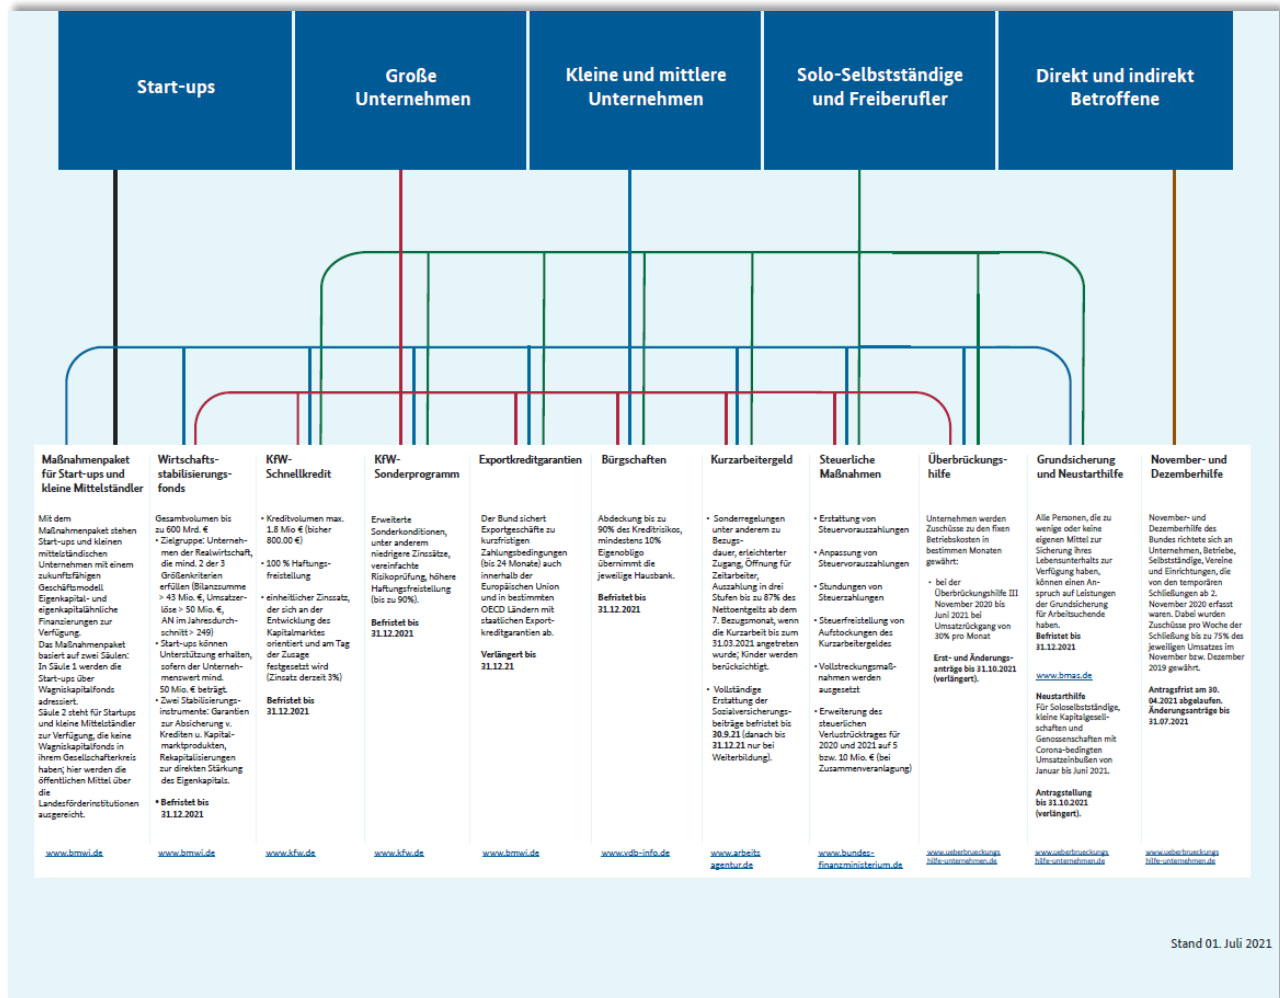 Start-ups
Große
Unternehmen
Kleine und mittlere
Unternehmen
Solo-Selbstständige
und Freiberufler
Direkt und indirekt
Betroffene
Maßnahmenpaket
für Start-ups und
kleine Mittelständler
Mit dem
Maßnahmenpaket stehen
Start-ups und kleinen
mittelständischen
Unternehmen mit einem
zukunftsfähigen
Geschäftsmodell
Eigenkapital- und
eigenkapitalähnliche
Finanzierungen zur
Verfügung.
Das Maßnahmenpaket
basiert auf zwei Säulen:
In Säule 1 werden die
Start-ups über
Wagniskapitalfonds
adressiert.
Säule 2 steht für Startups
und kleine Mittelständler
zur Verfügung, die keine
Wagniskapitalfonds in
ihrem Gesellschafterkreis
haben; hier werden die
öffentlichen Mittel über
die
Landesförderinstitutionen
ausgereicht.
www.bmwi.de
Wirtschafts-
stabilisierungs-
fonds
Gesamtvolumen bis
zu 600 Mrd. €
• Zielgruppe: Unterneh-
men der Realwirtschaft,
die mind. 2 der 3
Größenkriterien
erfüllen (Bilanzsumme
> 43 Mio. €, Umsatzer-
löse > 50 Mio. €,
AN im Jahresdurch-
schnitt > 249)
• Start-ups können
Unterstützung erhalten,
sofern der Unterneh-
menswert mind.
50 Mio. € beträgt.
• Zwei Stabilisierungs-
instrumente: Garantien
zur Absicherung v.
Krediten u. Kapital-
marktprodukten,
Rekapitalisierungen
zur direkten Stärkung
des Eigenkapitals.
• Befristet bis
31.12.2021
www.bmwi.de
KfW-
Schnellkredit
• Kreditvolumen max.
1.8 Mio € (bisher
800.00 €)
• 100 % Haftungs-
freistellung
• einheitlicher Zinssatz,
der sich an der
Entwicklung des
Kapitalmarktes
orientiert und am Tag
der Zusage
festgesetzt wird
(Zinsatz derzeit 3%)
Befristet bis
31.12.2021
www.kfw.de
KfW-
Sonderprogramm
Erweiterte
Sonderkonditionen,
unter anderem
niedrigere Zinssätze,
vereinfachte
Risikoprüfung, höhere
Haftungsfreistellung
(bis zu 90%).
Befristet bis
31.12.2021
www.kfw.de
Exportkreditgarantien
Der Bund sichert
Exportgeschäfte zu
kurzfristigen
Zahlungsbedingungen
(bis 24 Monate) auch
innerhalb der
Europäischen Union
und in bestimmten
OECD Ländern mit
staatlichen Export-
kreditgarantien ab.
Verlängert bis
31.12.21
www.bmwi.de
Bürgschaften
Abdeckung bis zu
90% des Kreditrisikos,
mindestens 10%
Eigenobligo
übernimmt die
jeweilige Hausbank.
Befristet bis
31.12.2021
www.vdb-info.de
Kurzarbeitergeld
• Sonderregelungen
unter anderem zu
Bezugs-
dauer, erleichterter
Zugang, Öffnung für
Zeitarbeiter,
Auszahlung in drei
Stufen bis zu 87% des
Nettoentgelts ab dem
7. Bezugsmonat, wenn
die Kurzarbeit bis zum
31.03.2021 angetreten
wurde; Kinder werden
berücksichtigt.
• Vollständige
Erstattung der
Sozialversicherungs-
beiträge befristet bis
30.9.21 (danach bis
31.12.21 nur bei
Weiterbildung).
www.arbeits
agentur.de
Steuerliche
Maßnahmen
• Erstattung von
Steuervorauszahlungen
• Anpassung von
Steuervorauszahlungen
• Stundungen von
Steuerzahlungen
• Steuerfreistellung von
Aufstockungen des
Kurzarbeitergeldes
• Vollstreckungsmaß-
nahmen werden
ausgesetzt
• Erweiterung des
steuerlichen
Verlustrücktrages für
2020 und 2021 auf 5
bzw. 10 Mio. € (bei
Zusammenveranlagung)
www.bundes-
finanzministerium.de
Überbrückungs-
hilfe
Unternehmen werden
Zuschüsse zu den fixen
Betriebskosten in
bestimmen Monaten
gewährt:
• bei der
Überbrückungshilfe III
November 2020 bis
Juni 2021 bei
Umsatzrückgang von
30% pro Monat
Erst- und Änderungs-
anträge bis 31.10.2021
(verlängert).
www.ueberbrueckungs
hilfe-unternehmen.de
Grundsicherung
und Neustarthilfe
Alle Personen, die zu
wenige oder keine
eigenen Mittel zur
Sicherung ihres
Lebensunterhalts zur
Verfügung haben,
können einen An-
spruch auf Leistungen
der Grundsicherung
für Arbeitsuchende
haben.
Befristet bis
31.12.2021
www.bmas.de
Neustarthilfe
Für Soloselbstständige,
kleine Kapitalgesell-
schaften und
Genossenschaften mit
Corona-bedingten
Umsatzeinbußen von
Januar bis Juni 2021.
Antragstellung
bis 31.10.2021
(verlängert).
www.ueberbrueckungs
hilfe-unternehmen.de
November- und
Dezemberhilfe
November- und
Dezemberhilfe des
Bundes richtete sich an
Unternehmen, Betriebe,
Selbstständige, Vereine
und Einrichtungen, die
von den temporären
Schließungen ab 2.
November 2020 erfasst
waren. Dabei wurden
Zuschüsse pro Woche der
Schließung bis zu 75% des
jeweiligen Umsatzes im
November bzw. Dezember
2019 gewährt.
Antragsfrist am 30.
04.2021 abgelaufen.
Änderungsanträge bis
31.07.2021
www.ueberbrueckungs
hilfe-unternehmen.de
Stand 01. Juli 2021